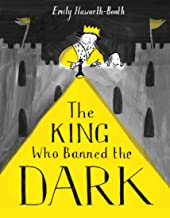 Emily Haworth-Booth
The
KING
Who Banned the
DARK